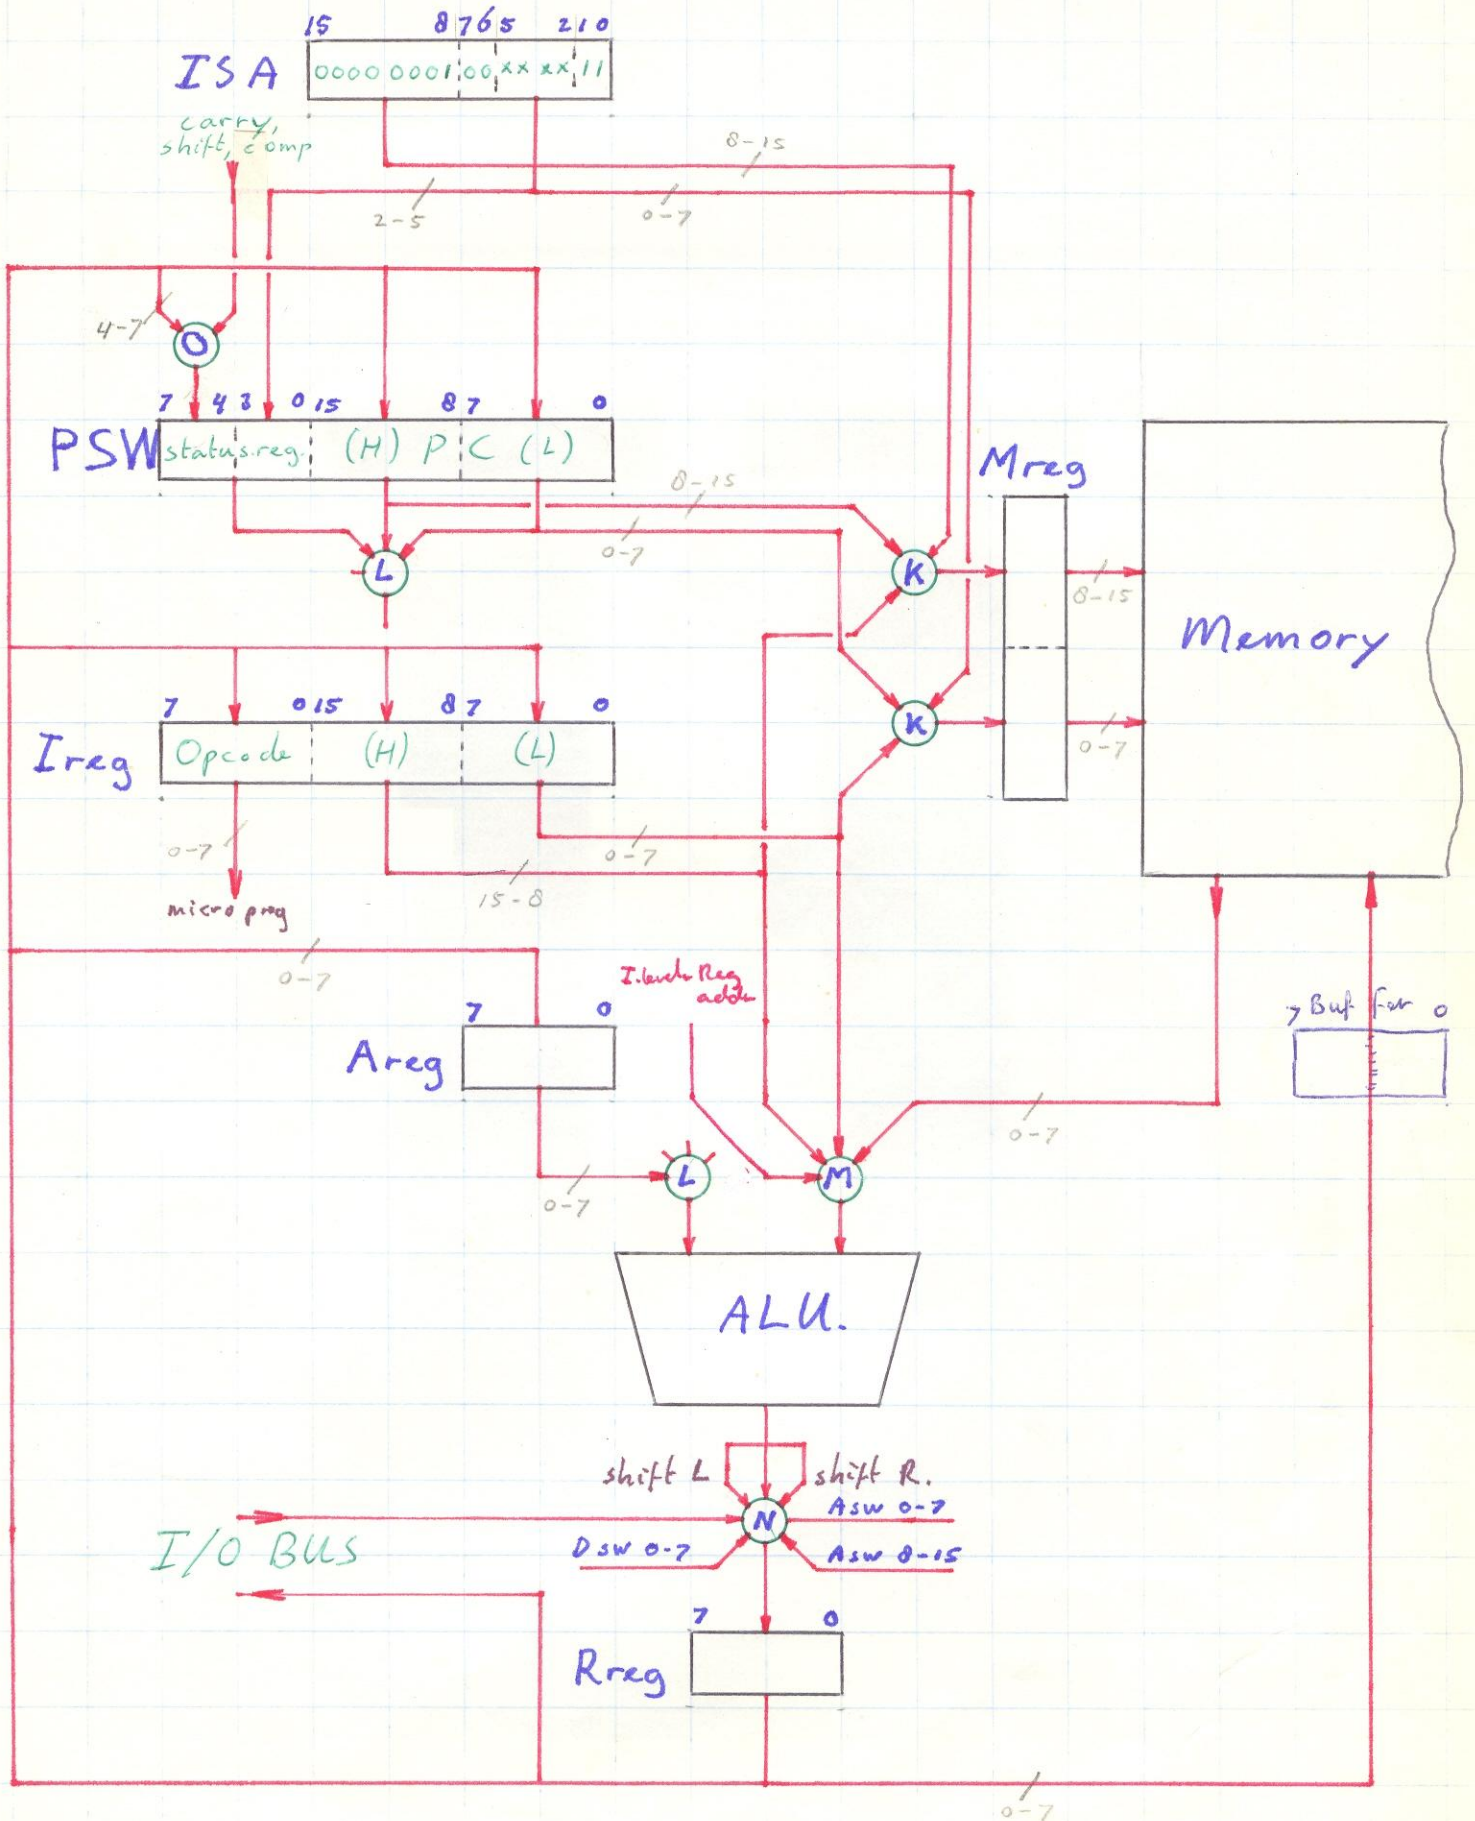 15 8 7 6 5 2 1 0
ISA 0000 0001 00 xx xx 11
carry,
shift, comp
8-15
2-5 0-7
4-7
O
7 4 3 0 15 8 7 0
PSW status reg. (H) P C (L)
Mreg
8-15
0-7
L
K
8-15
Memory
7 0 15 8 7 0
Ireg Opcode (H) (L)
K
0-7
0-7
0-7
15-8
micro prog
0-7
7 0
Areg
addr
7 Buffer 0
0-7
0-7
L
M
ALU.
shift L shift R.
Asw 0-7
N
I/O BUS
Dsw 0-7 Asw 8-15
7 0
Rreg
0-7